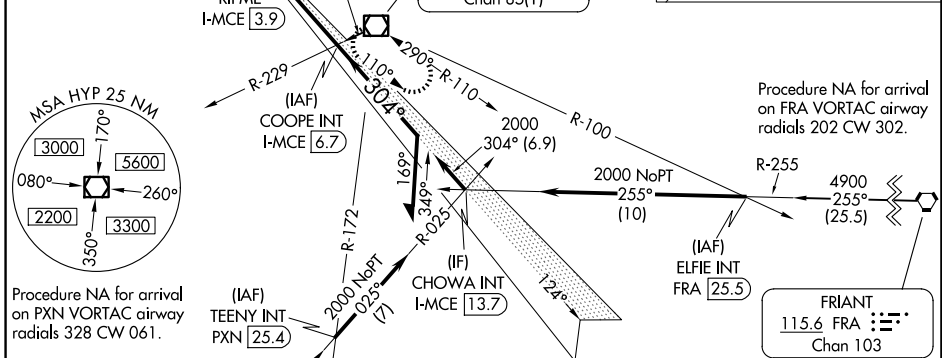 I-MCE 3.9
R-229
(IAF)
COOPE INT
I-MCE 6.7
110°
290°
R-110
304°
R-100
2000
304° (6.9)
Procedure NA for arrival
on FRA VORTAC airway
radials 202 CW 302.
MSA HYP 25 NM
170°
3000
5600
080°
260°
2200
3300
350°
Procedure NA for arrival
on PXN VORTAC airway
radials 328 CW 061.
R-172
169°
349°
R-025
2000 NoPT
255°
(10)
R-255
4900
255°
(25.5)
(IAF)
ELFIE INT
FRA 25.5
(IF)
CHOWA INT
I-MCE 13.7
124°
(IAF)
TEENY INT
PXN 25.4
2000 NoPT
025°
(7)
FRIANT
115.6 FRA
Chan 103